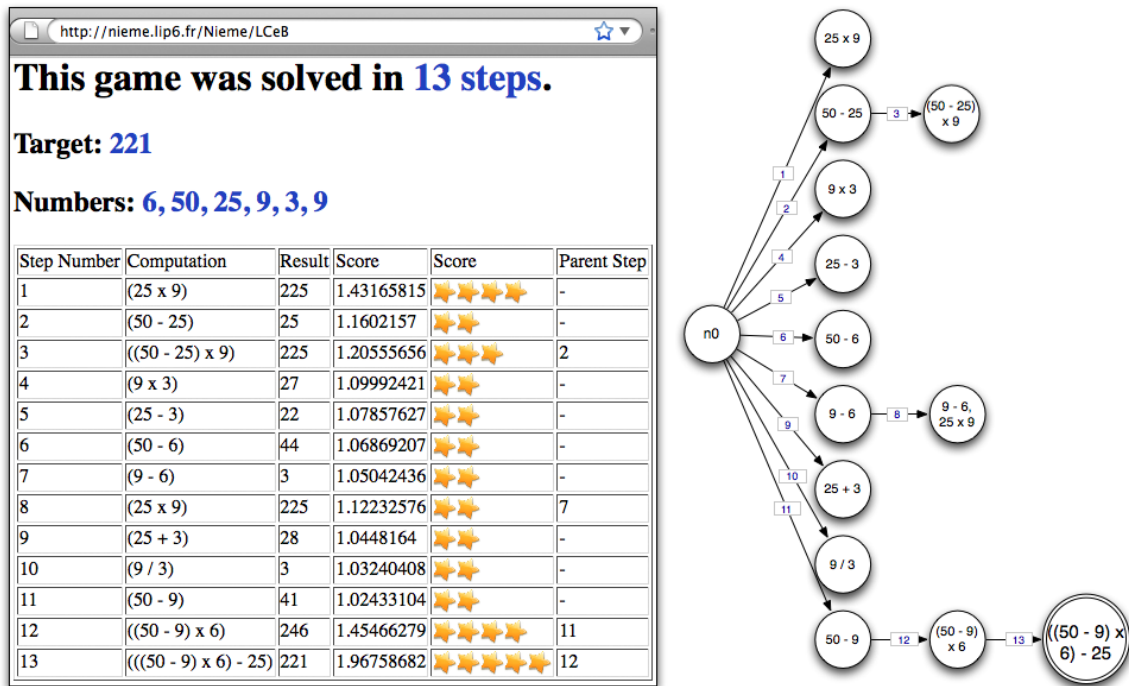 http://nieme.lip6.fr/Nieme/LCeB
This game was solved in 13 steps.
Target: 221
Numbers: 6, 50, 25, 9, 3, 9
Step Number Computation Result Score Score Parent Step
1 (25 x 9) 225 1.43165815 -
2 (50 - 25) 25 1.1602157 -
3 ((50 - 25) x 9) 225 1.20555656 2
4 (9 x 3) 27 1.09992421 -
5 (25 - 3) 22 1.07857627 -
6 (50 - 6) 44 1.06869207 -
7 (9 - 6) 3 1.05042436 -
8 (25 x 9) 225 1.12232576 7
9 (25 + 3) 28 1.0448164 -
10 (9 / 3) 3 1.03240408 -
11 (50 - 9) 41 1.02433104 -
12 ((50 - 9) x 6) 246 1.45466279 11
13 (((50 - 9) x 6) - 25) 221 1.96758682 12
n0
1
25 x 9
2
50 - 25
3
(50 - 25)
x 9
4
9 x 3
5
25 - 3
6
50 - 6
7
9 - 6
8
9 - 6,
25 x 9
9
25 + 3
10
9 / 3
11
50 - 9
12
(50 - 9)
x 6
13
((50 - 9) x
6) - 25